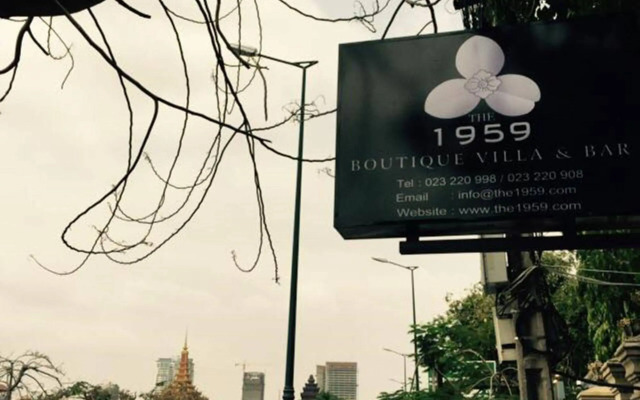 THE
1959
BOUTIQUE VILLA & BAR
Tel : 023 220 998 / 023 220 908
Email : info@the1959.com
Website : www.the1959.com